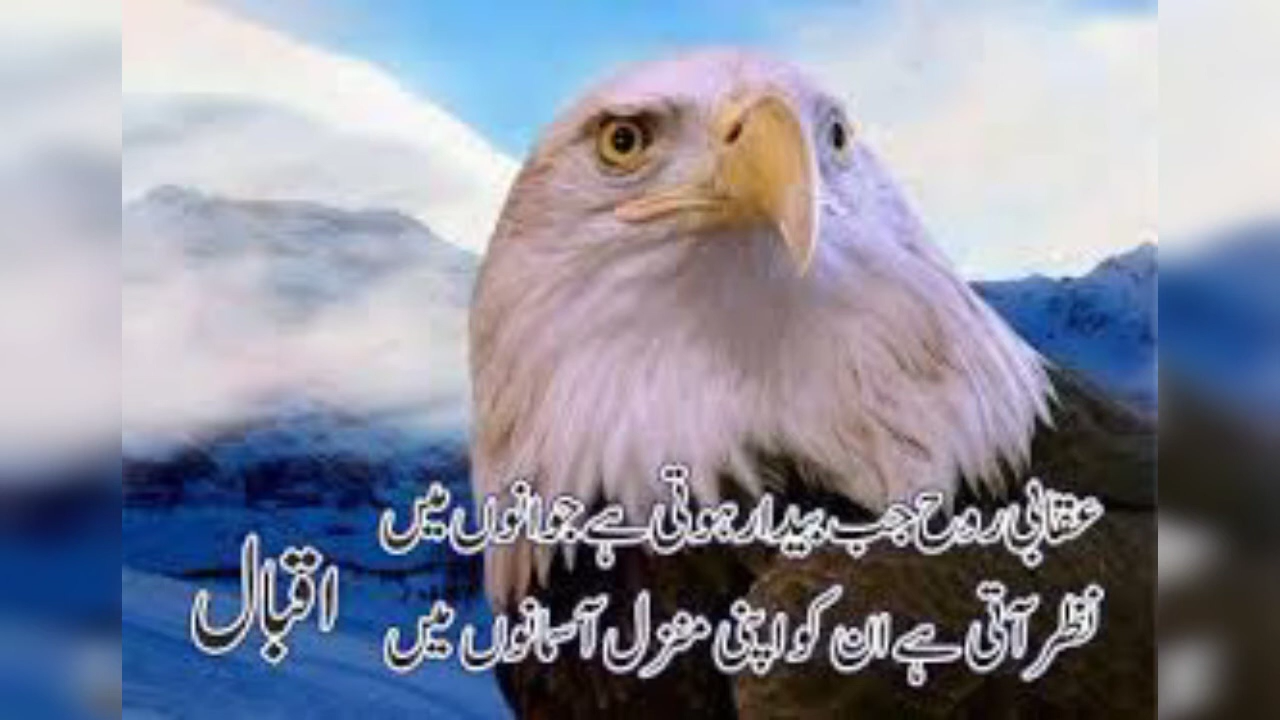 عقابی روح جب بیدار ہوتی ہے جوانوں میں
نظر آتی ہے ان کو اپنی منزل آسمانوں میں
اقبال